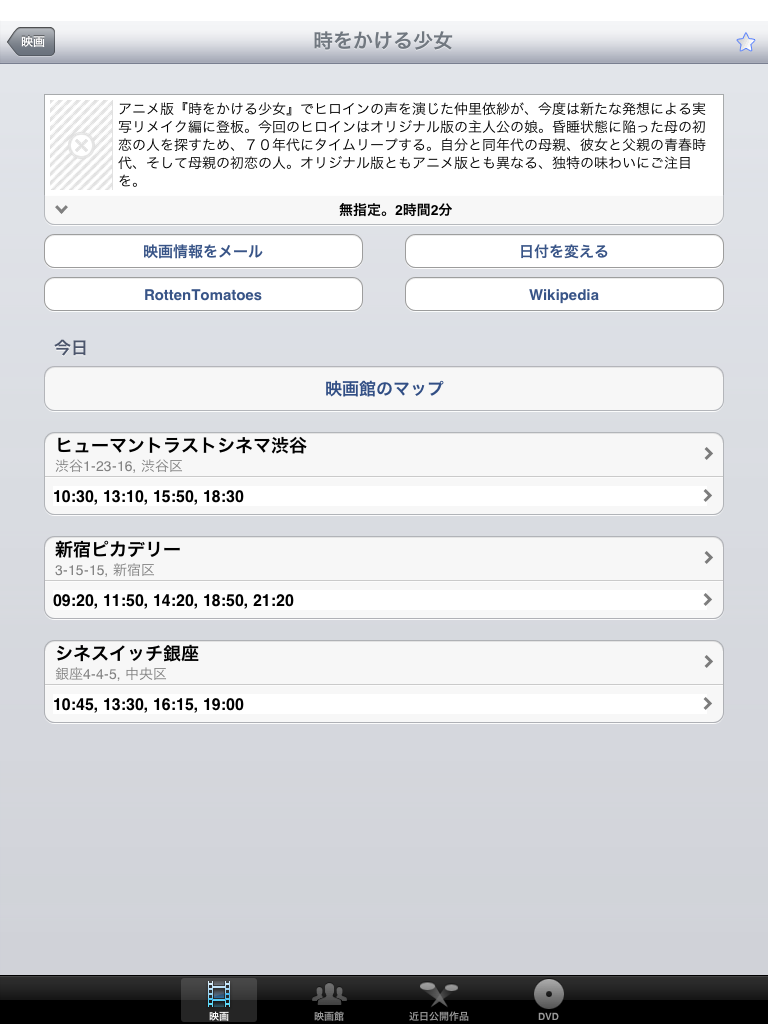 映画
時をかける少女
アニメ版『時をかける少女』でヒロインの声を演じた仲里依紗が、今度は新たな発想による実
写リメイク編に登板。今回のヒロインはオリジナル版の主人公の娘。昏睡状態に陥った母の初
恋の人を探すため、７０年代にタイムリープする。自分と同年代の母親、彼女と父親の青春時
代、そして母親の初恋の人。オリジナル版ともアニメ版とも異なる、独特の味わいにご注目
を。
無指定。2時間2分
映画情報をメール
日付を変える
RottenTomatoes
Wikipedia
今日
映画館のマップ
ヒューマントラストシネマ渋谷
渋谷1-23-16, 渋谷区
10:30, 13:10, 15:50, 18:30
新宿ピカデリー
3-15-15, 新宿区
09:20, 11:50, 14:20, 18:50, 21:20
シネスイッチ銀座
銀座4-4-5, 中央区
10:45, 13:30, 16:15, 19:00
映画
映画館
近日公開作品
DVD